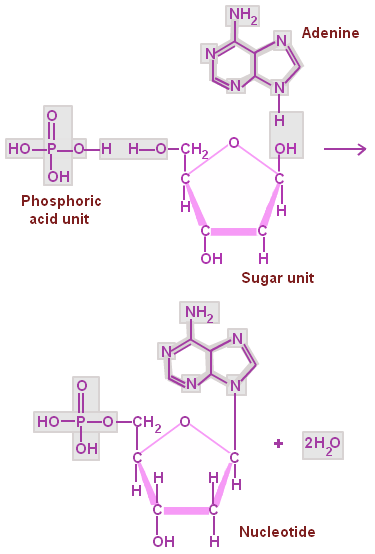 NH2
Adenine
N
N
N
N
H
O
HO P O H H O CH2 O OH
OH
C C
H H
Phosphoric
acid unit
C C
OH H
Sugar unit
NH2
N
N
N
N
O
HO P O CH2 O
OH
+ 2H2O
C C
H H H H
C C
OH H
Nucleotide